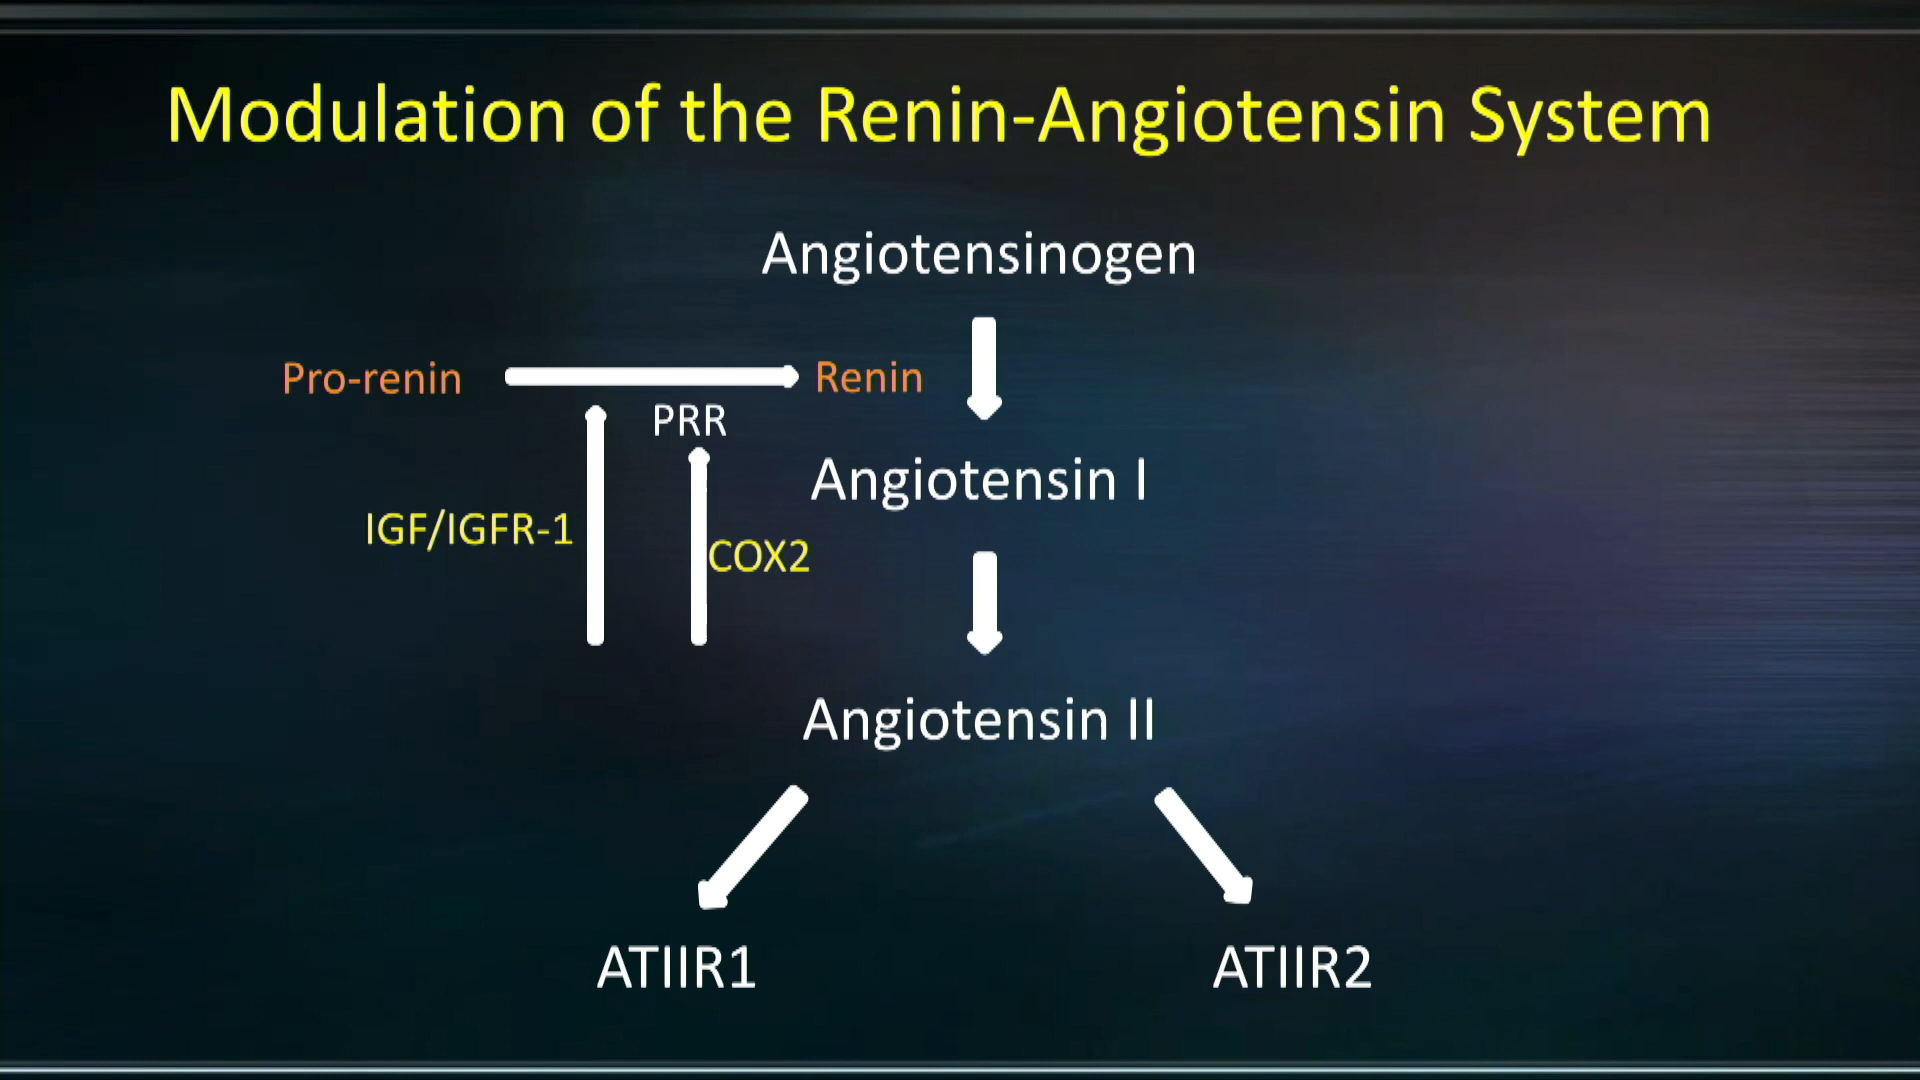 Modulation of the Renin-Angiotensin System
Angiotensinogen
Pro-renin
Renin
PRR
Angiotensin I
IGF/IGFR-1
COX2
Angiotensin II
ATIIR1
ATIIR2